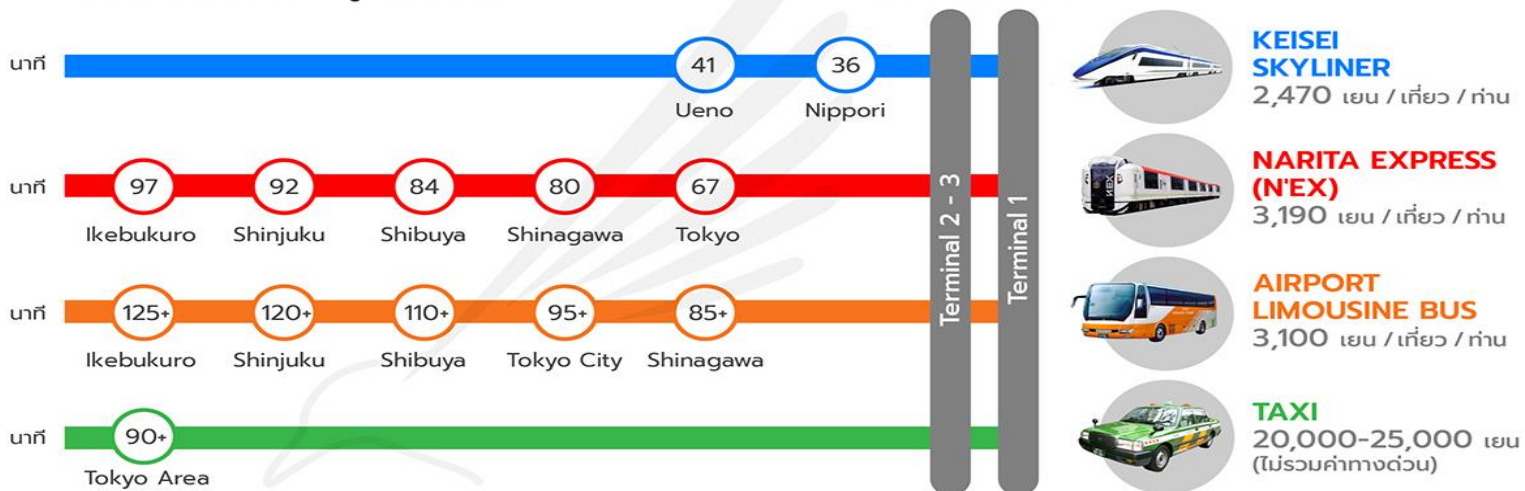 นาที
41
36
Ueno
Nippori
KEISEI
SKYLINER
2,470 เยน / เที่ยว / ท่าน
นาที
97
92
84
80
67
Ikebukuro
Shinjuku
Shibuya
Shinagawa
Tokyo
NARITA EXPRESS
(N'EX)
3,190 เยน / เที่ยว / ท่าน
นาที
125+
120+
110+
95+
85+
Ikebukuro
Shinjuku
Shibuya
Tokyo City
Shinagawa
AIRPORT
LIMOUSINE BUS
3,100 เยน / เที่ยว / ท่าน
นาที
90+
Tokyo Area
TAXI
20,000-25,000 เยน
(ไม่รวมค่าทางด่วน)
Terminal 2 - 3
Terminal 1
NEX